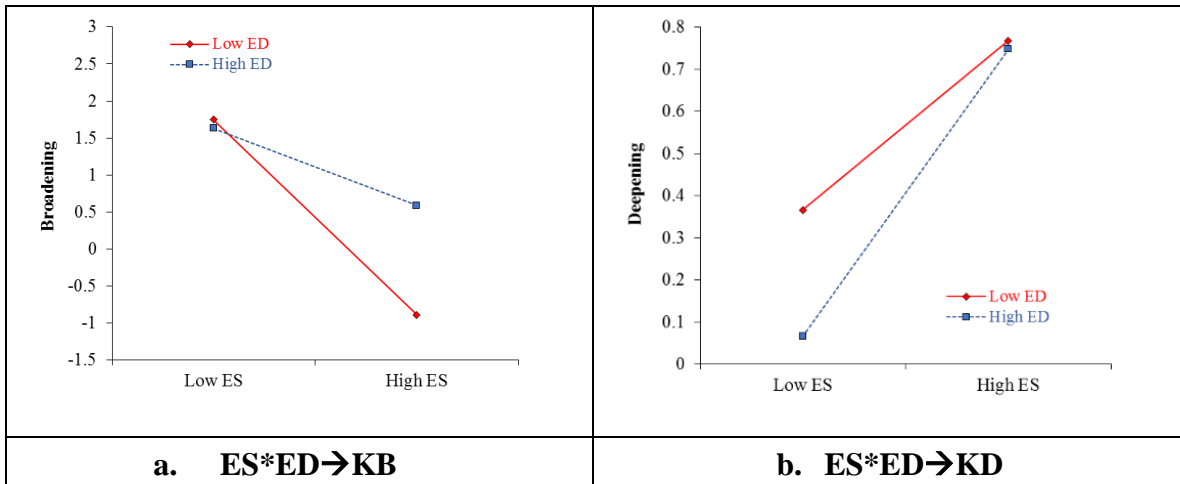 3
2.5
2
1.5
1
0.5
0
-0.5
-1
-1.5
Broadening
Low ED
High ED
Low ES
High ES
0.8
0.7
0.6
0.5
0.4
0.3
0.2
0.1
0
Deepening
Low ED
High ED
Low ES
High ES
a. ES*ED→KB
b. ES*ED→KD